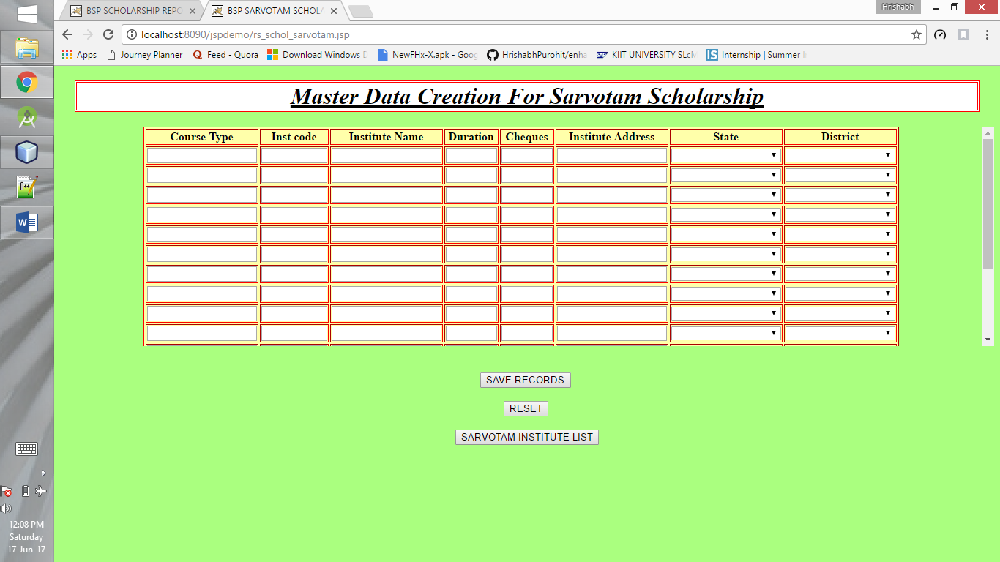 Hrishabh
BSP SCHOLARSHIP REPO
BSP SARVOTAM SCHOLA
localhost:8090/jspdemo/rs_schol_sarvotam.jsp
Apps Journey Planner Feed - Quora Download Windows NewFHx-X.apk - Goog HrishabhPurohit/enha KIIT UNIVERSITY SLcM Internship | Summer
Master Data Creation For Sarvotam Scholarship
Course Type Inst code Institute Name Duration Cheques Institute Address State District
SAVE RECORDS
RESET
SARVOTAM INSTITUTE LIST
12:08 PM
Saturday
17-Jun-17